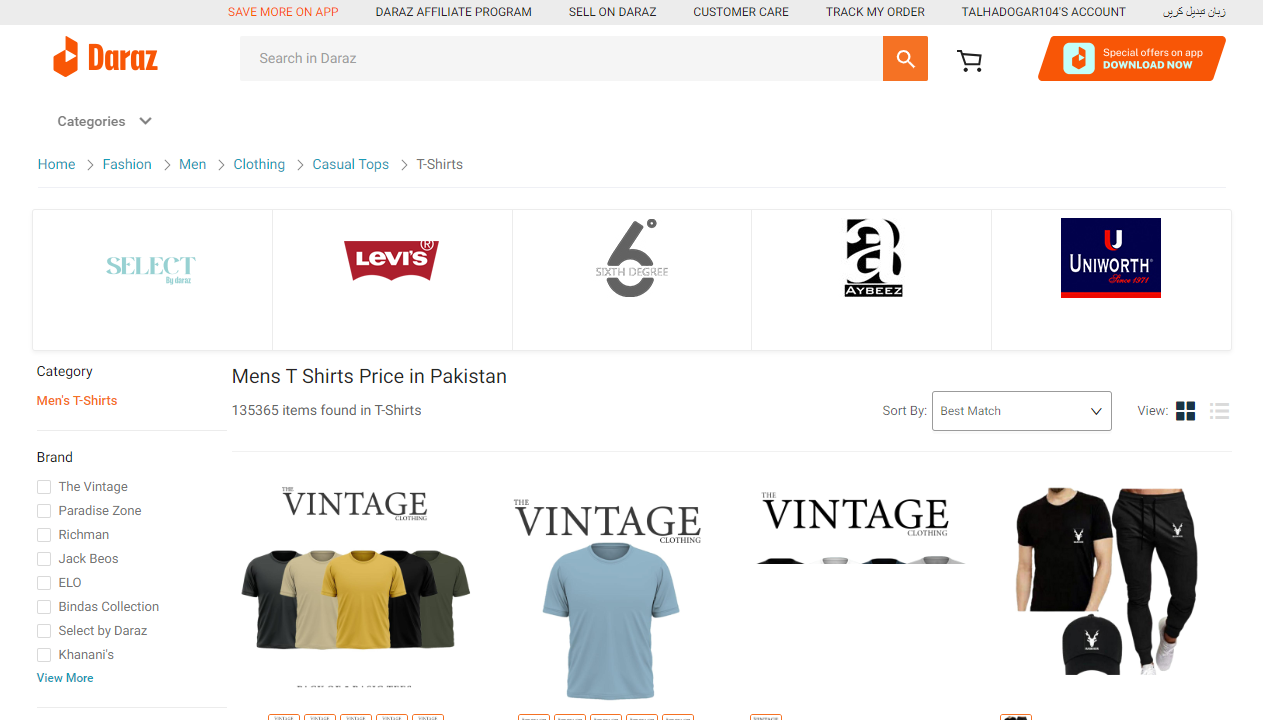 SAVE MORE ON APP DARAZ AFFILIATE PROGRAM SELL ON DARAZ CUSTOMER CARE TRACK MY ORDER TALHADOGAR104'S ACCOUNT زبان تبدیل کریں
Daraz
Search in Daraz
Special offers on app
DOWNLOAD NOW
Categories
Home Fashion Men Clothing Casual Tops T-Shirts
SELECT
By daraz
LEVI'S®
6°
SIXTH DEGREE
a
AYBEEZ
U
UNIWORTH®
Since 1971
Category
Men's T-Shirts
Mens T Shirts Price in Pakistan
135365 items found in T-Shirts
Sort By: Best Match View:
Brand
The Vintage
Paradise Zone
Richman
Jack Beos
ELO
Bindas Collection
Select by Daraz
Khanani's
View More
THE
VINTAGE
CLOTHING
THE
VINTAGE
CLOTHING
THE
VINTAGE
CLOTHING